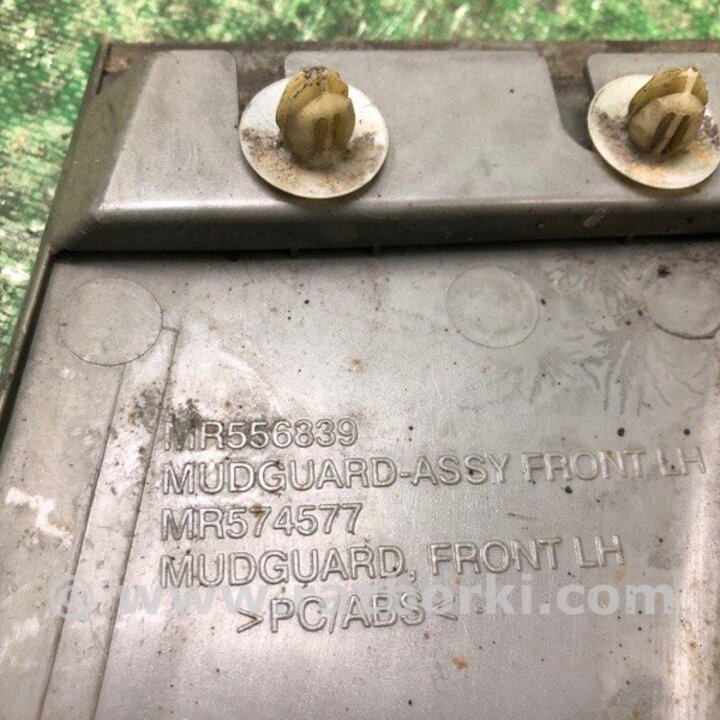 MR556839
MUDGUARD-ASSY FRONT LH
MR574577
MUDGUARD, FRONT LH
>PC/ABS<